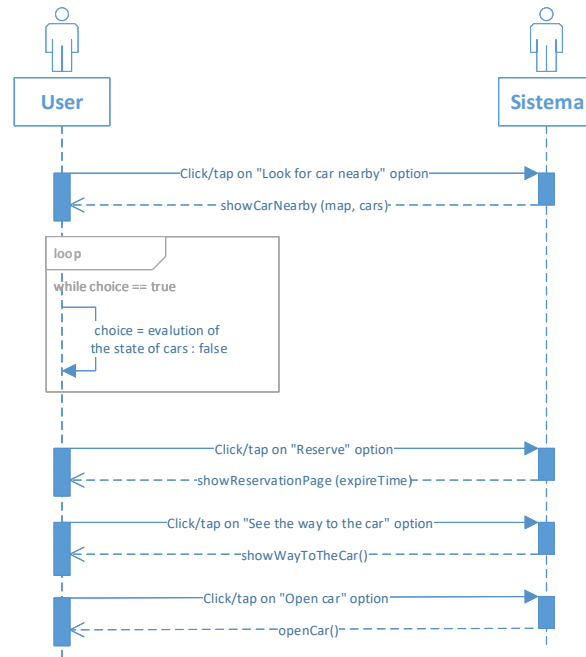 User
Sistema
Click/tap on "Look for car nearby" option
showCarNearby (map, cars)
loop
while choice == true
choice = evalution of
the state of cars : false
Click/tap on "Reserve" option
showReservationPage (expireTime)
Click/tap on "See the way to the car" option
showWayToTheCar()
Click/tap on "Open car" option
openCar()